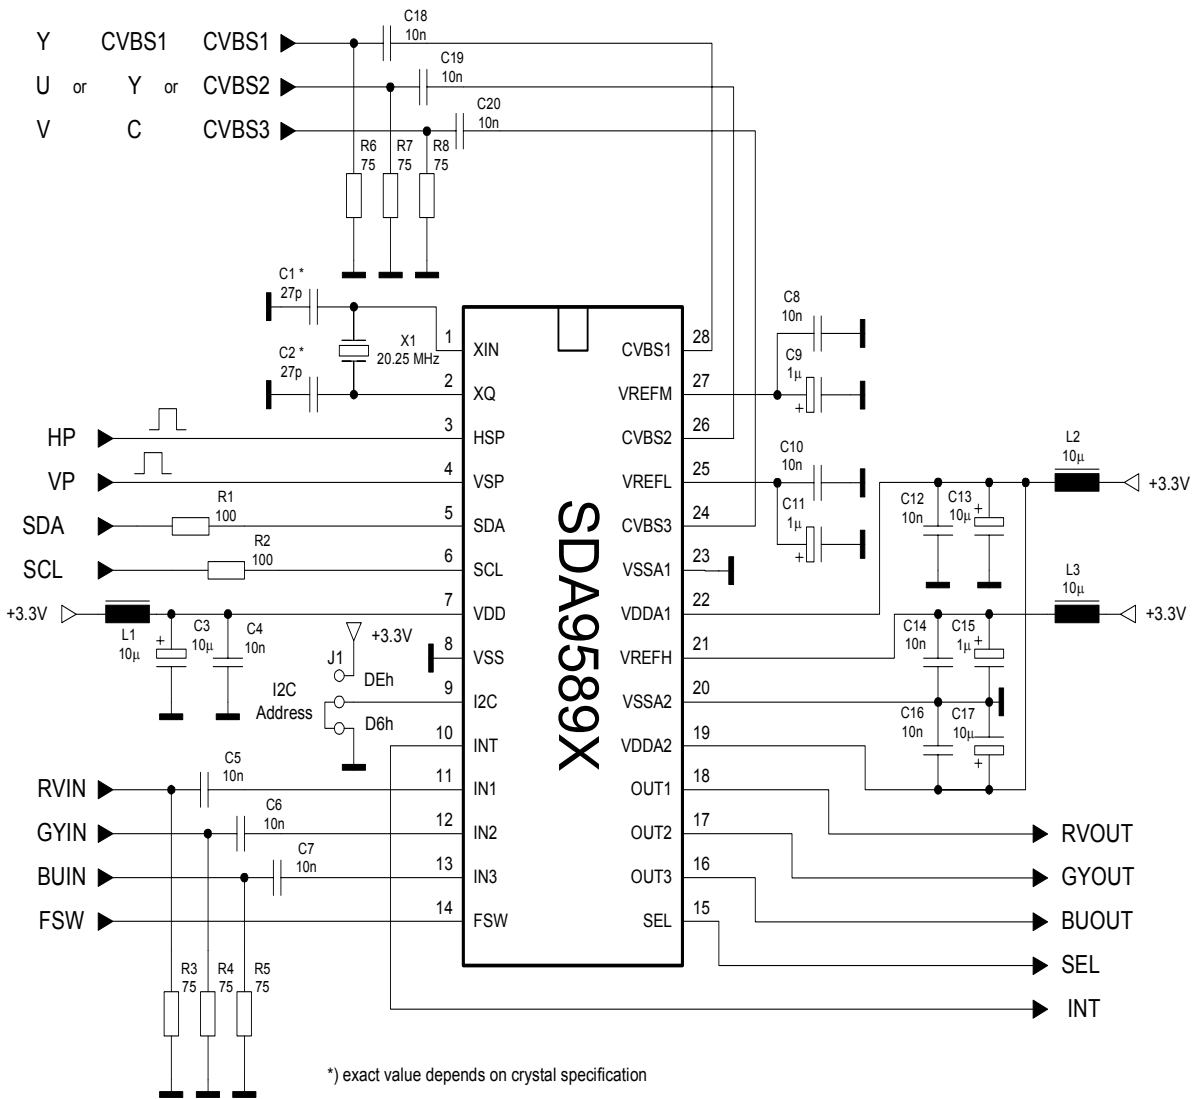 C18
10n
Y CVBS1 CVBS1
C19
10n
U or Y or CVBS2
C20
10n
V C CVBS3
R6 R7 R8
75 75 75
C1 *
27p
X1
20.25 MHz
C2 *
27p
C8
10n
C9
1µ
+
C10
10n
C11
1µ
+
1 XIN
2 XQ
HP 3 HSP
VP 4 VSP
SDA R1 5 SDA
100
SCL R2 6 SCL
100
+3.3V 7 VDD
L1
10µ
+
C3
10µ
C4
10n
8 VSS
+3.3V
J1
DEh
I2C
Address
D6h
9 I2C
10 INT
RVIN C5 11 IN1
10n
GYIN C6 12 IN2
10n
BUIN C7 13 IN3
10n
FSW 14 FSW
R3 R4 R5
75 75 75
SDA9589X
CVBS1 28
VREFM 27
CVBS2 26
VREFL 25
CVBS3 24
VSSA1 23
VDDA1 22
VREFH 21
VSSA2 20
VDDA2 19
OUT1 18
OUT2 17
OUT3 16
SEL 15
L2
10µ
+3.3V
C12
10n
C13
10µ
+
L3
10µ
+3.3V
C14
10n
C15
1µ
+
C16
10n
C17
10µ
+
RVOUT
GYOUT
BUOUT
SEL
INT
*) exact value depends on crystal specification